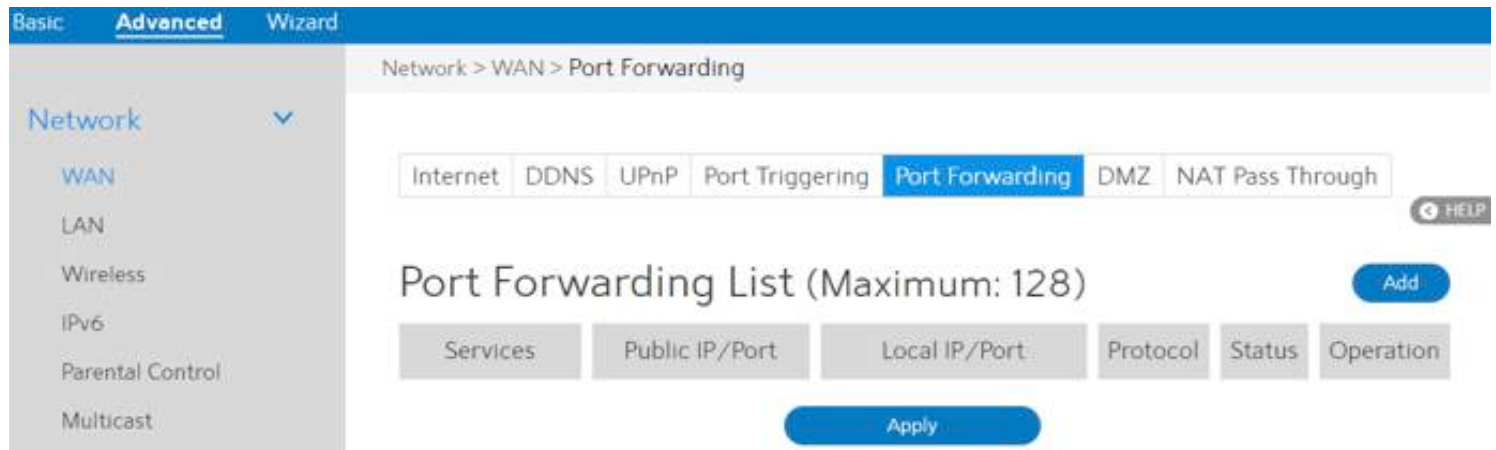 Basic Advanced Wizard
Network > WAN > Port Forwarding
Network
WAN
LAN
Wireless
IPv6
Parental Control
Multicast
Internet DDNS UPnP Port Triggering Port Forwarding DMZ NAT Pass Through
HELP
Port Forwarding List (Maximum: 128)
Add
Services Public IP/Port Local IP/Port Protocol Status Operation
Apply